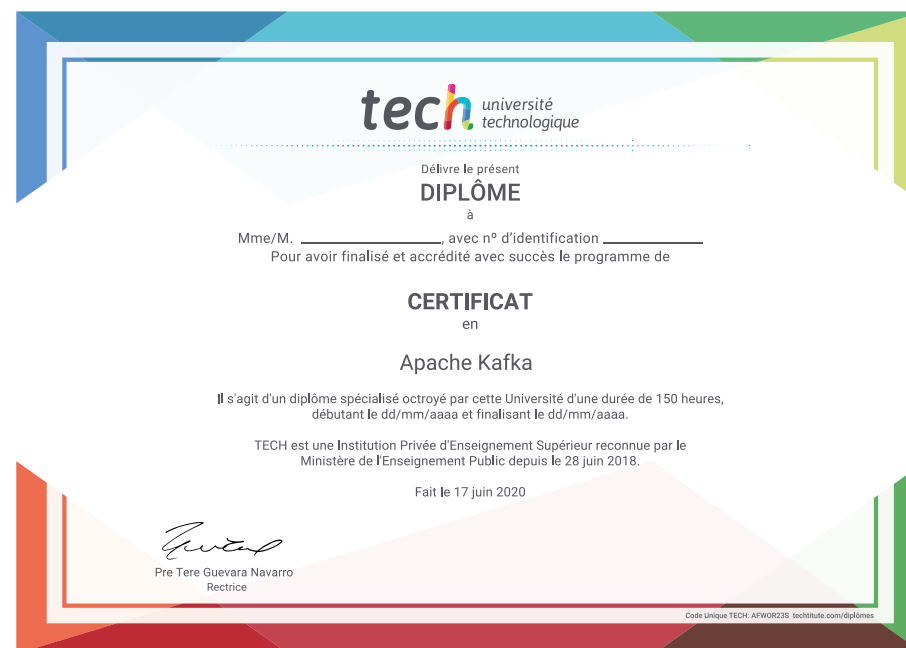 tech université
technologique
Délivre le présent
DIPLÔME
à
Mme/M. ____________________, avec nº d'identification ______________
Pour avoir finalisé et accrédité avec succès le programme de
CERTIFICAT
en
Apache Kafka
Il s'agit d'un diplôme spécialisé octroyé par cette Université d'une durée de 150 heures,
débutant le dd/mm/aaaa et finalisant le dd/mm/aaaa.
TECH est une Institution Privée d'Enseignement Supérieur reconnue par le
Ministère de l'Enseignement Public depuis le 28 juin 2018.
Fait le 17 juin 2020
Pre Tere Guevara Navarro
Rectrice
Code Unique TECH: AFWOR23S techtitute.com/diplômes